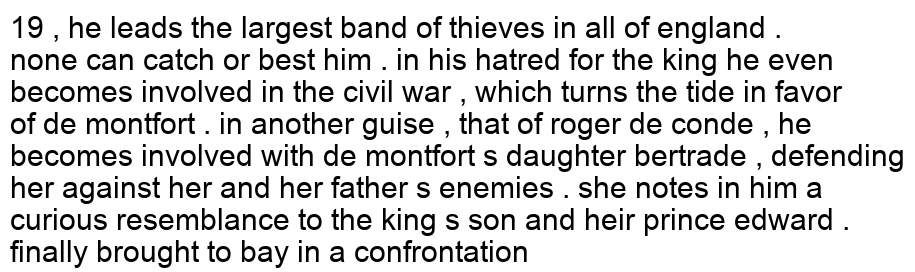 19 , he leads the largest band of thieves in all of england .
none can catch or best him . in his hatred for the king he even
becomes involved in the civil war , which turns the tide in favor
of de montfort . in another guise , that of roger de conde , he
becomes involved with de montfort s daughter bertrade , defending
her against her and her father s enemies . she notes in him a
curious resemblance to the king s son and heir prince edward .
finally brought to bay in a confrontation